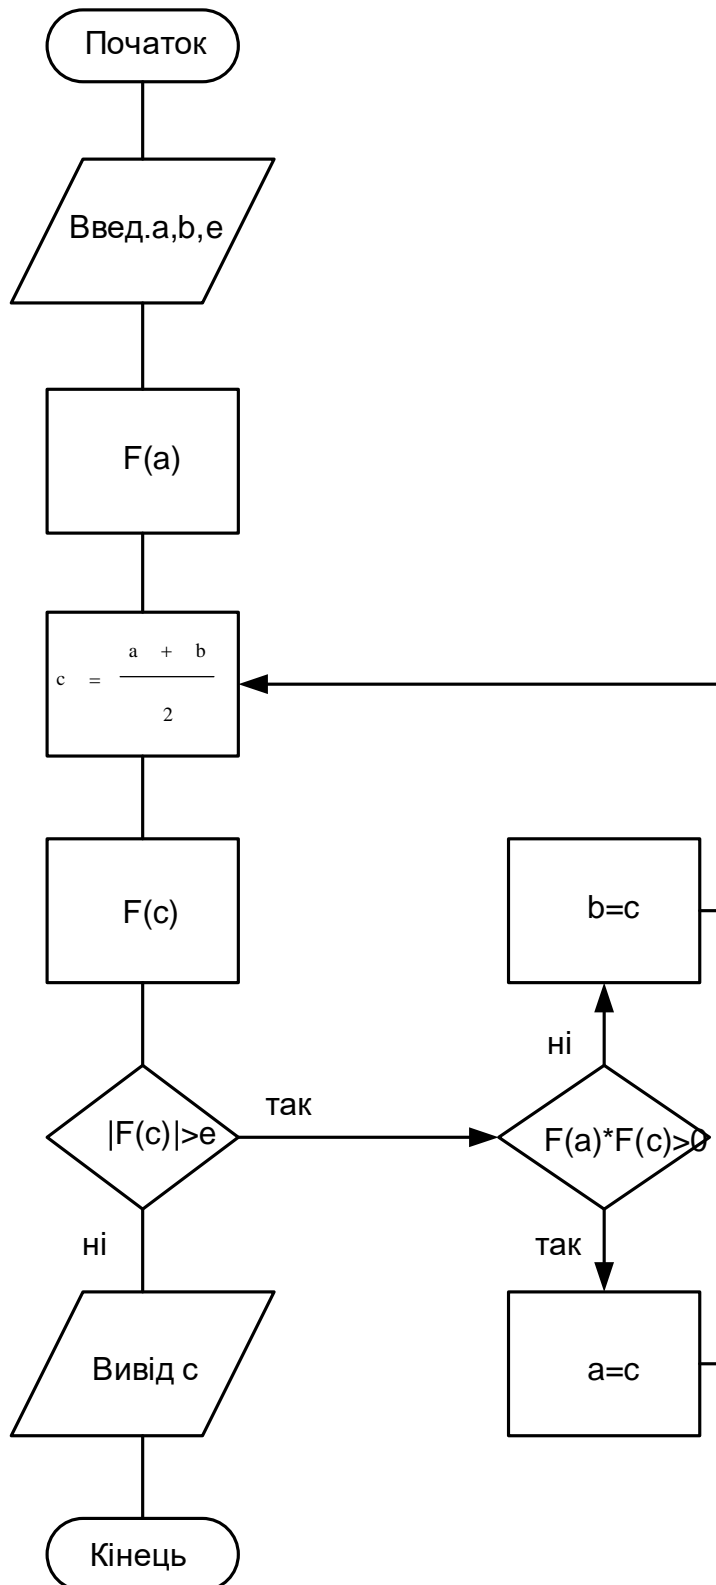 Початок
Введ.a,b,e
F(a)
a + b
c = 
2
F(c)
b=c
ні
так
|F(c)|>e
F(a)*F(c)>0
ні
так
Вивід c
a=c
Кінець